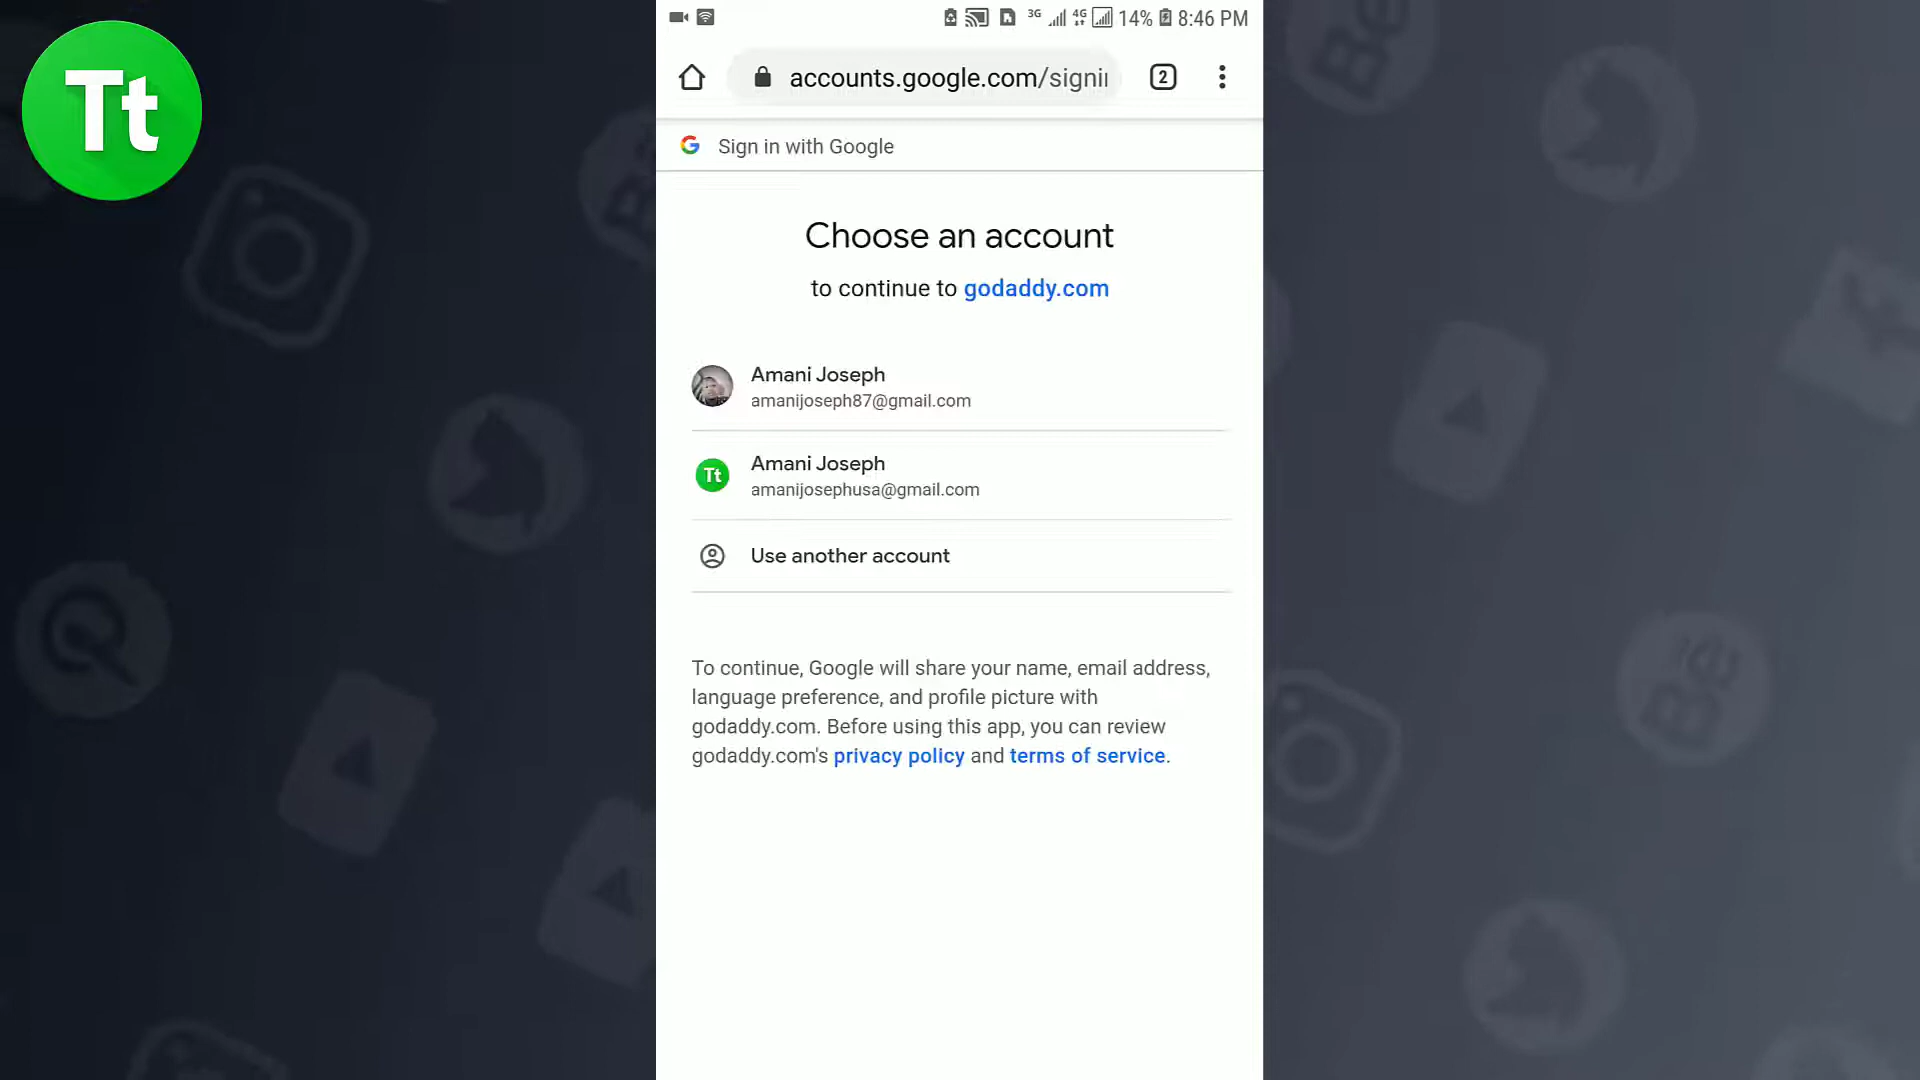 Tt
3G 4G 14% 8:46 PM
accounts.google.com/signi
2
Sign in with Google
Choose an account
to continue to godaddy.com
Amani Joseph
amanijoseph87@gmail.com
Tt
Amani Joseph
amanijosephusa@gmail.com
Use another account
To continue, Google will share your name, email address,
language preference, and profile picture with
godaddy.com. Before using this app, you can review
godaddy.com's privacy policy and terms of service.